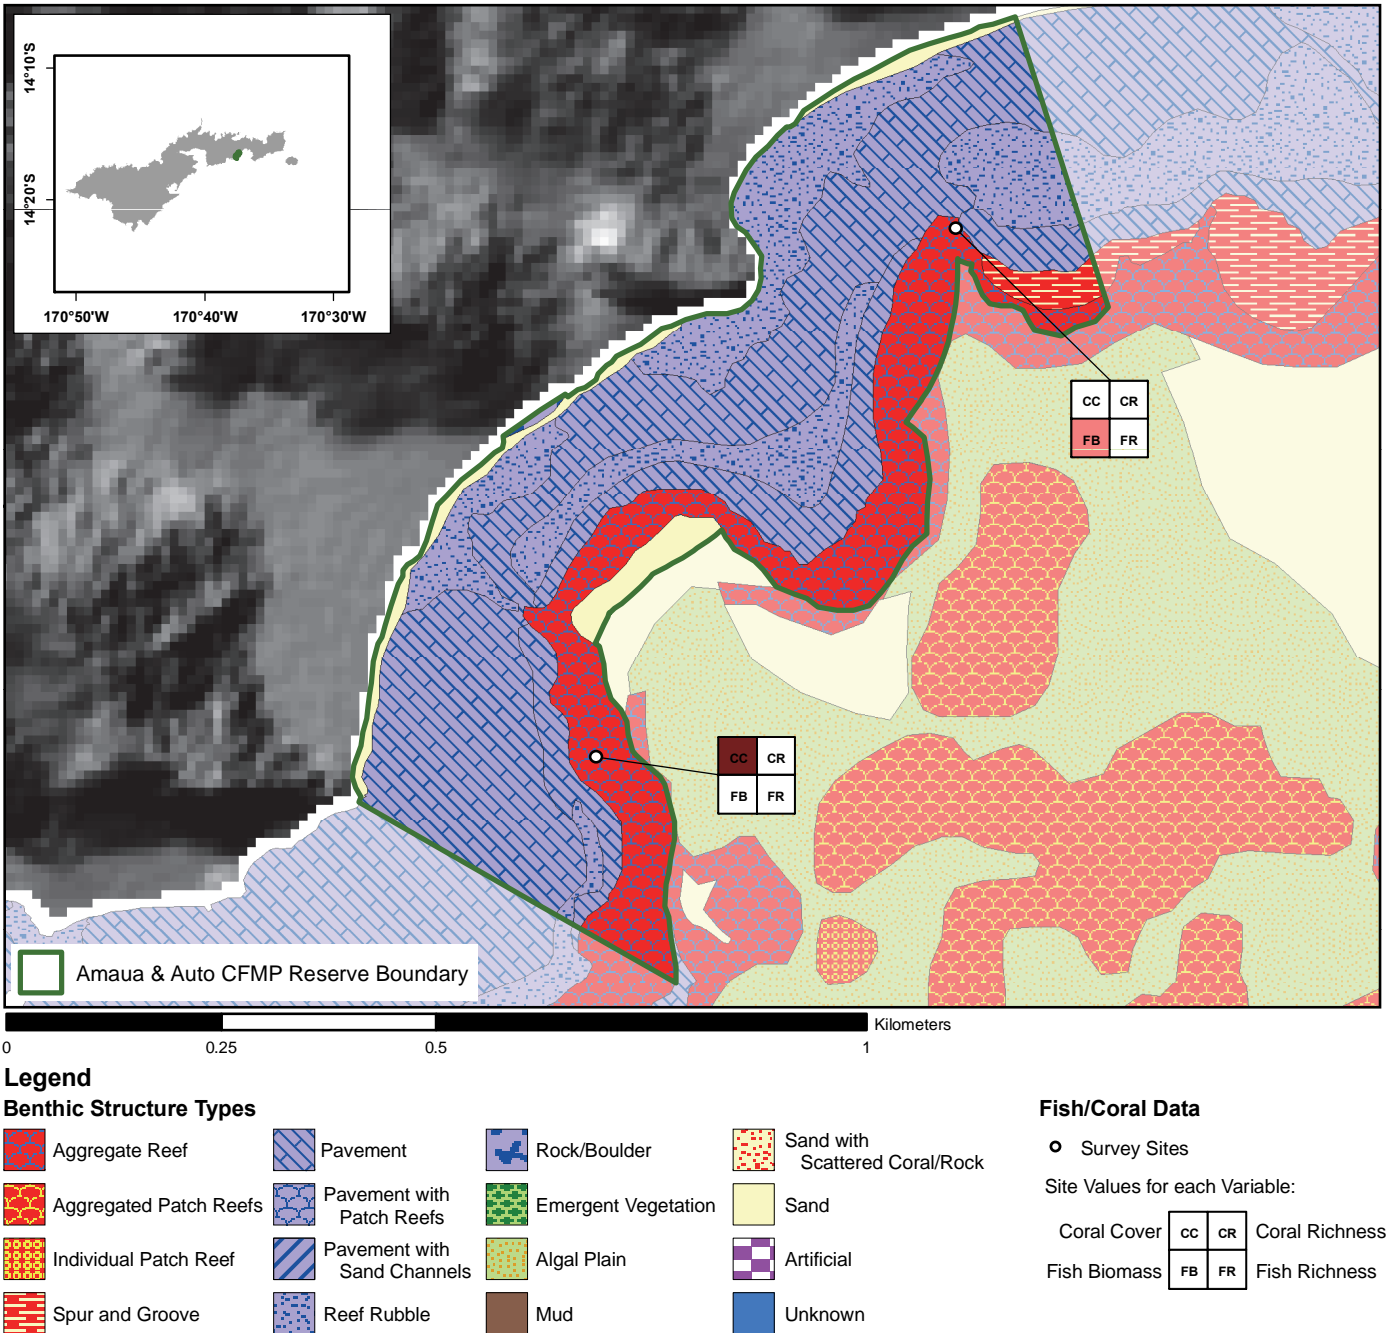 14°10'S
14°20'S
170°50'W
170°40'W
170°30'W
CC CR
FB FR
CC CR
FB FR
Amaua & Auto CFMP Reserve Boundary
Kilometers
0
0.25
0.5
1
Legend
Benthic Structure Types
Aggregate Reef
Aggregated Patch Reefs
Individual Patch Reef
Spur and Groove
Pavement
Pavement with
Patch Reefs
Pavement with
Sand Channels
Reef Rubble
Rock/Boulder
Emergent Vegetation
Algal Plain
Mud
Sand with
Scattered Coral/Rock
Sand
Artificial
Unknown
Fish/Coral Data
Survey Sites
Site Values for each Variable:
Coral Cover CC CR Coral Richness
Fish Biomass FB FR Fish Richness